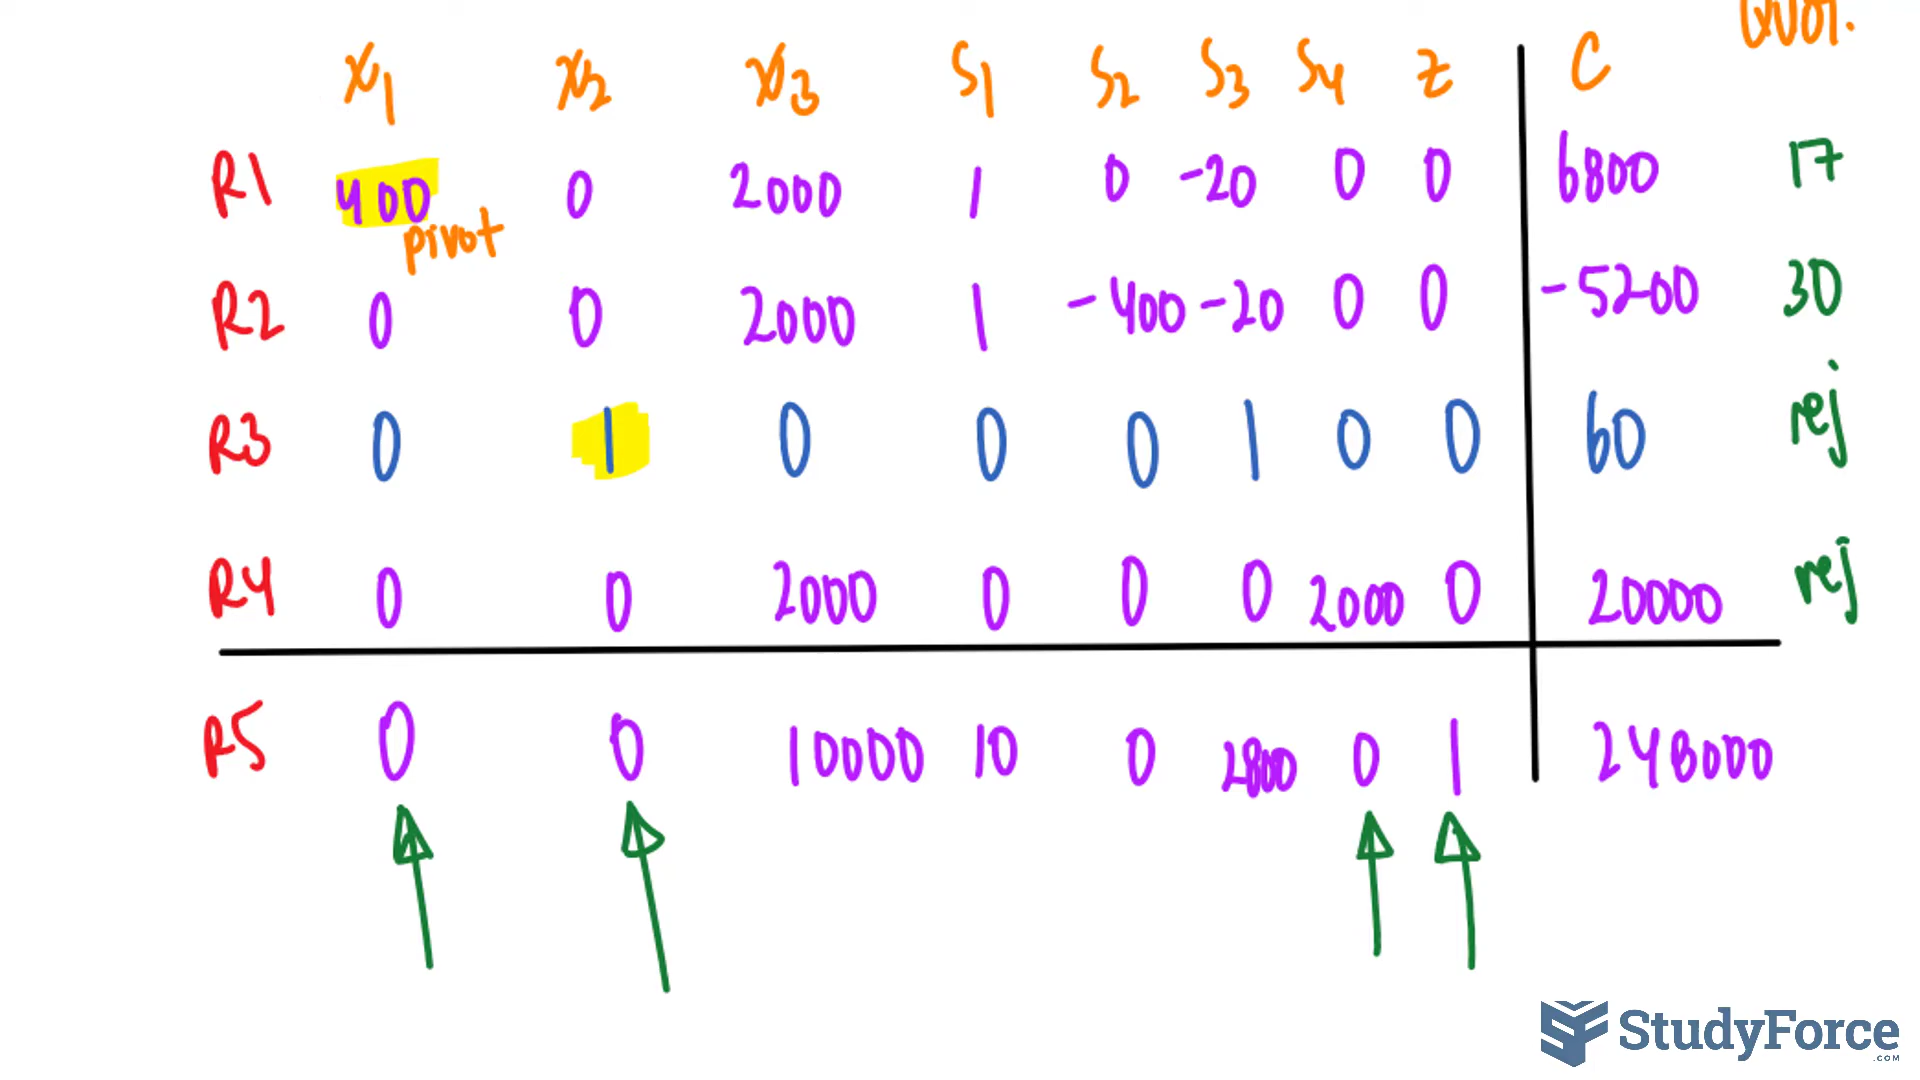 Quot.
x1 x2 x3 S1 S2 S3 S4 Z C
R1 400 0 2000 1 0 -20 0 0 6800 17
pivot
R2 0 0 2000 1 -400 -20 0 0 -5200 30
R3 0 1 0 0 0 1 0 0 60 rej
R4 0 0 2000 0 0 0 2000 0 20000 rej
R5 0 0 10000 10 0 2800 0 1 248000
StudyForce
.COM